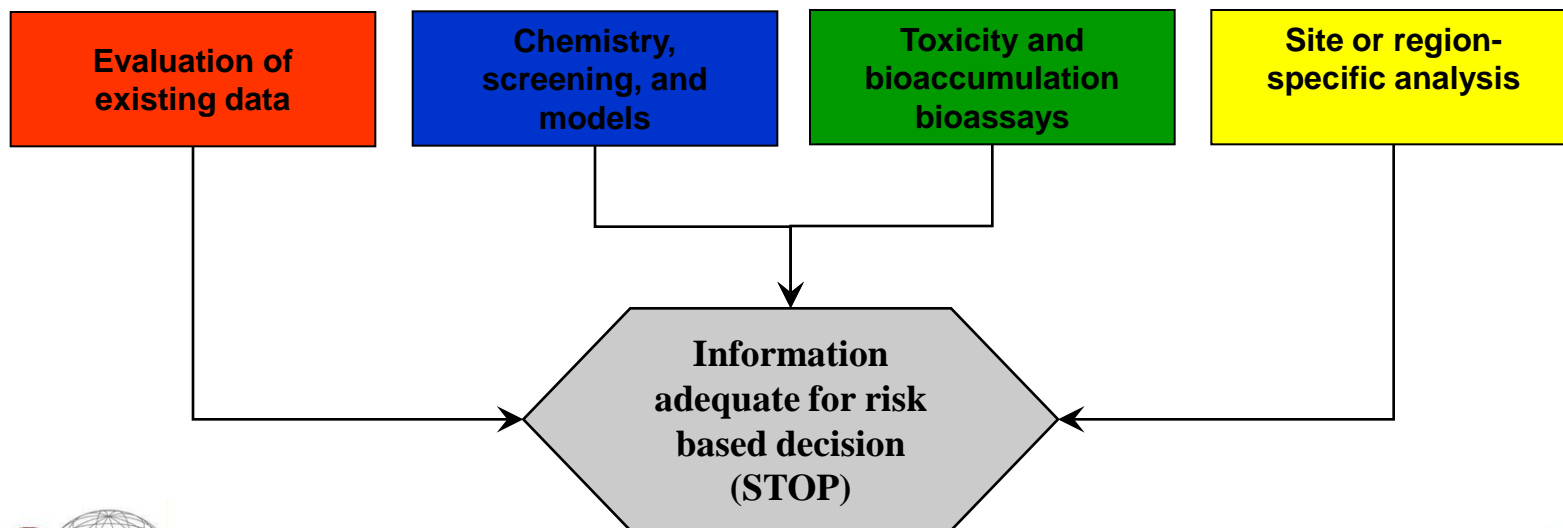 Evaluation of
existing data
Chemistry,
screening, and
models
Toxicity and
bioaccumulation
bioassays
Site or region-
specific analysis
Information
adequate for risk
based decision
(STOP)